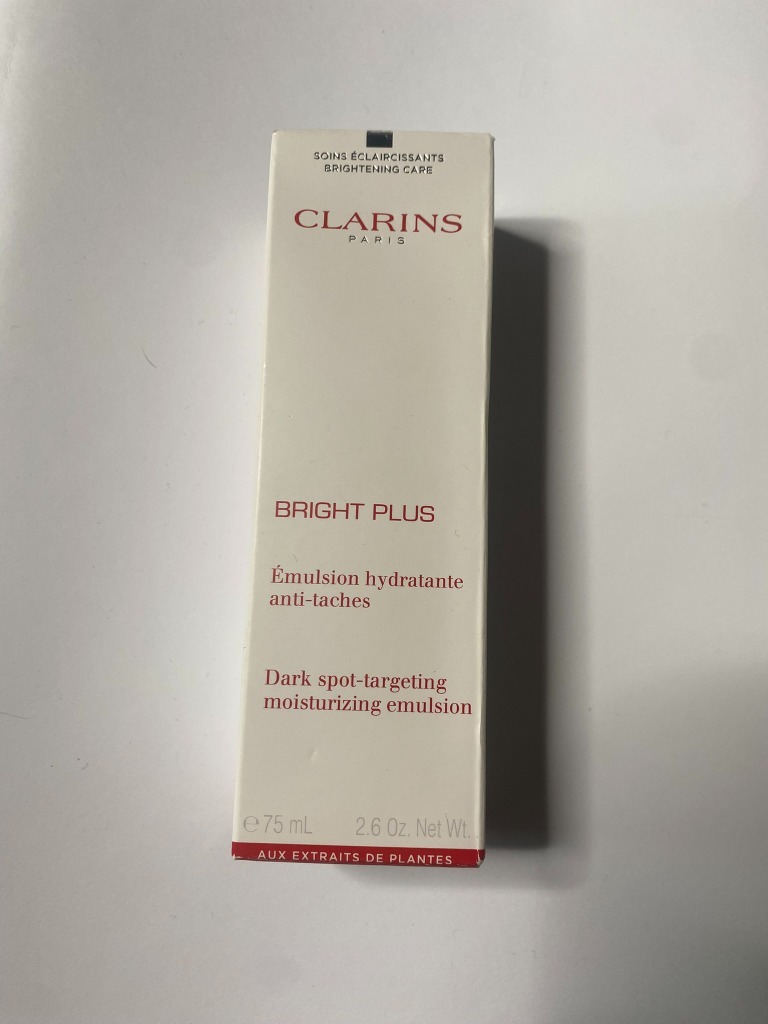 SOINS ÉCLAIRCISSANTS
BRIGHTENING CARE
CLARINS
PARIS
BRIGHT PLUS
Émulsion hydratante
anti-taches
Dark spot-targeting
moisturizing emulsion
℮ 75 mL 2.6 Oz. Net Wt.
AUX EXTRAITS DE PLANTES